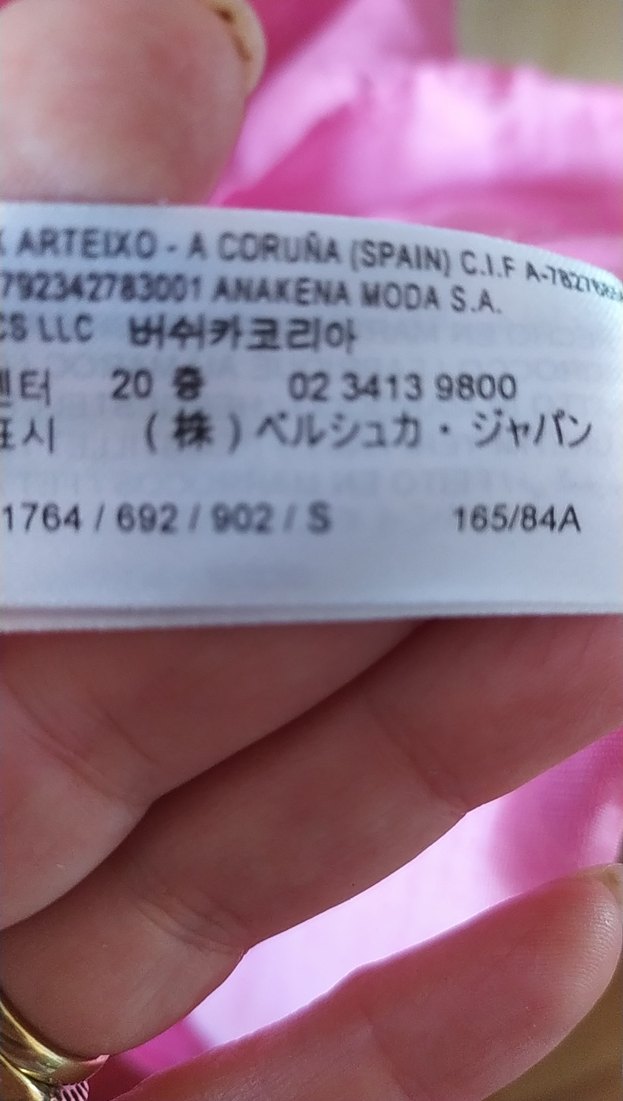 ARTEIXO - A CORUÑA (SPAIN) C.I.F A-
792342783001 ANAKENA MODA S.A.
CS LLC 버쉬카코리아
센터 20 층 02 3413 9800
표시 (株) ベルシュカ・ジャパン
1764 / 692 / 902 / S 165/84A